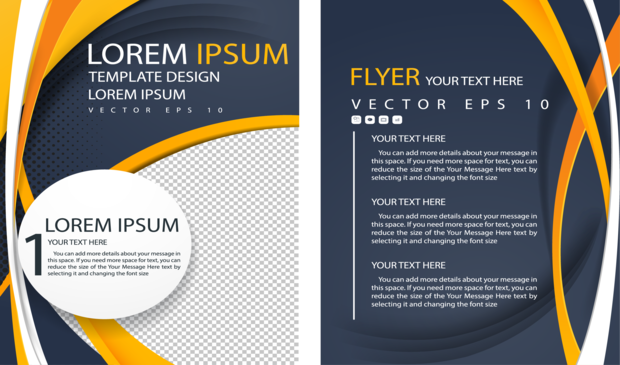 LOREM IPSUM
TEMPLATE DESIGN
LOREM IPSUM
VECTOR EPS 10
1
LOREM IPSUM
YOUR TEXT HERE
You can add more details about your message in
this space. If you need more space, you can
reduce the size of the Your Message Here text by
selecting it and changing the font size
FLYER YOUR TEXT HERE
VECTOR EPS 10
YOUR TEXT HERE
You can add more details about your message in
this space. If you need more space, you can
reduce the size of the Your Message Here text by
selecting it and changing the font size
YOUR TEXT HERE
You can add more details about your message in
this space. If you need more space, you can
reduce the size of the Your Message Here text by
selecting it and changing the font size
YOUR TEXT HERE
You can add more details about your message in
this space. If you need more space, you can
reduce the size of the Your Message Here text by
selecting it and changing the font size